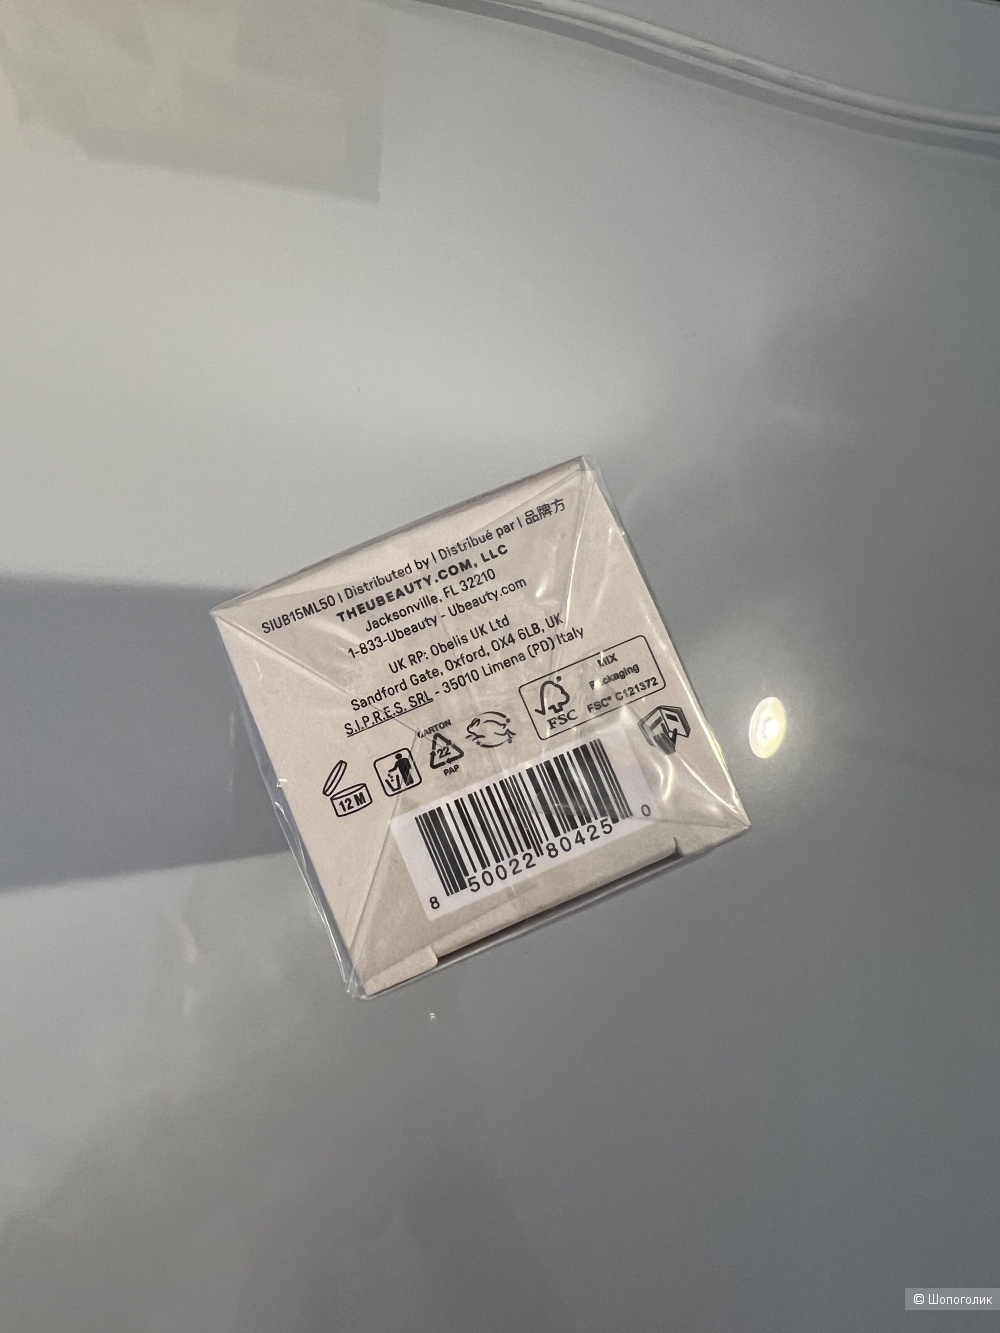 SIUB15ML50 | Distributed by | Distribué par | 品牌方
THEUBEAUTY.COM, LLC
Jacksonville, FL 32210
1-833-Ubeauty - Ubeauty.com
UK RP: Obelis UK Ltd
Sandford Gate, Oxford, OX4 6LB, UK
S.I.P.R.E.S. SRL - 35010 Limena (PD) Italy
12 M
CARTON
22
PAP
FSC
MIX
Packaging
FSC® C121372
8 50022 80425 0
© Шопоголик